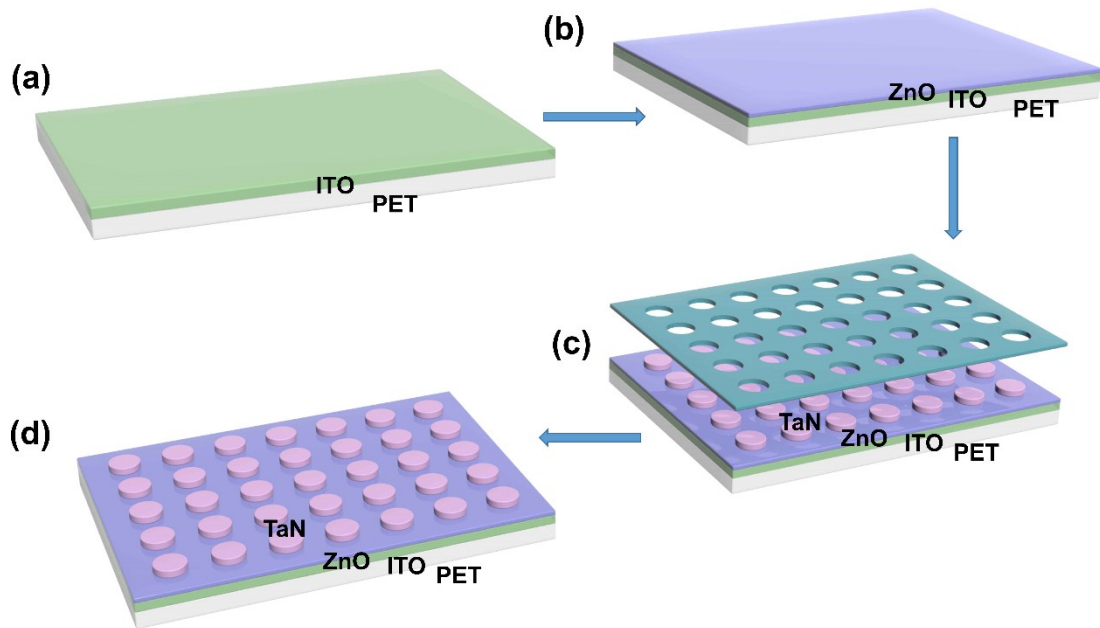 (a)
ITO
PET
(b)
ZnO
ITO
PET
(c)
TaN
ZnO
ITO
PET
(d)
TaN
ZnO
ITO
PET